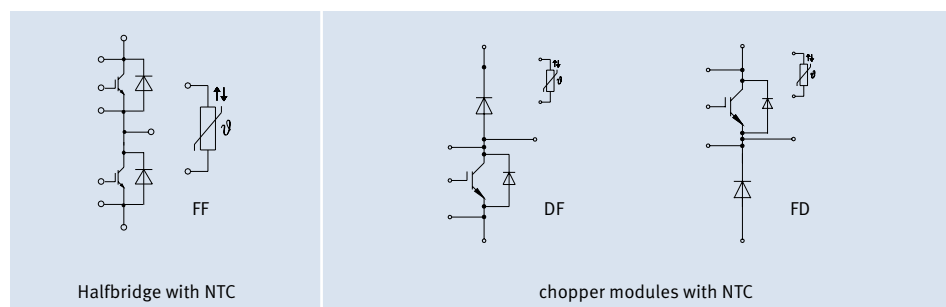 ϑ
FF
ϑ
DF
ϑ
FD
Halfbridge with NTC
chopper modules with NTC